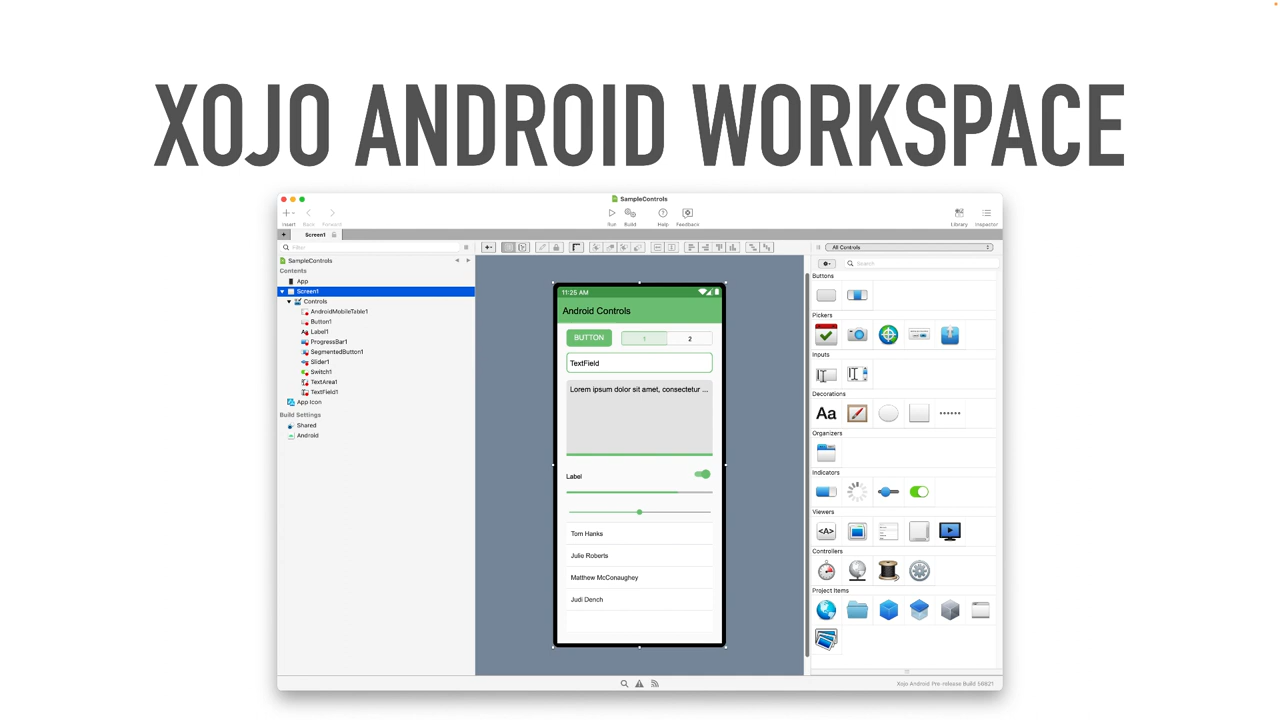 XOJO ANDROID WORKSPACE
SampleControls
Insert Back Forward Run Build Help Feedback Library Inspector
Screen1
Filter
All Controls
SampleControls
Contents
App
Screen1
Controls
AndroidMobileTable1
Button1
Label1
ProgressBar1
SegmentedButton1
Slider1
Switch1
TextArea1
TextField1
App Icon
Build Settings
Shared
Android
11:25 AM
Android Controls
BUTTON 1 2
TextField
Lorem ipsum dolor sit amet, consectetur ...
Label
Tom Hanks
Julie Roberts
Matthew McConaughey
Judi Dench
Search
Buttons
Pickers
Inputs
Decorations
Aa
Organizers
Indicators
Viewers
<A>
Controllers
Project Items
Xojo Android Pre-release Build 56821